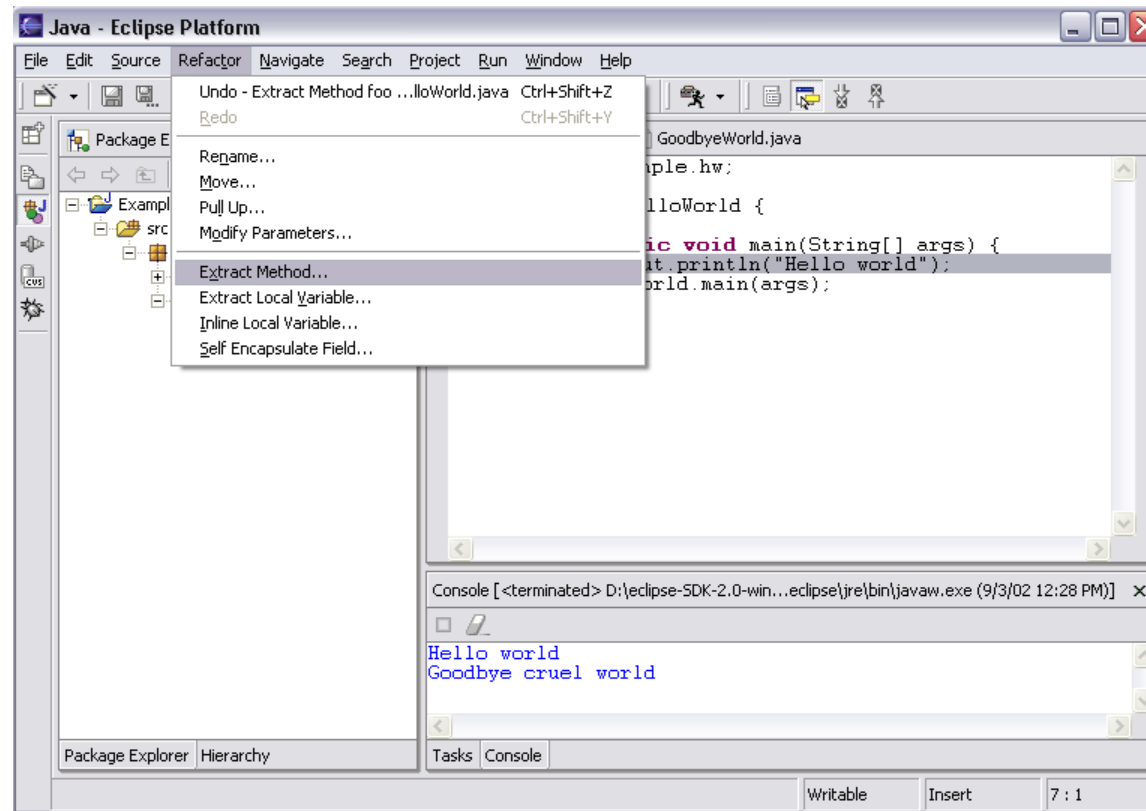 Java - Eclipse Platform
File Edit Source Refactor Navigate Search Project Run Window Help
Undo - Extract Method foo ...lloWorld.java Ctrl+Shift+Z
Redo Ctrl+Shift+Y
Rename...
Move...
Pull Up...
Modify Parameters...
Extract Method...
Extract Local Variable...
Inline Local Variable...
Self Encapsulate Field...
Package E
Exampl
src
CVS
GoodbyeWorld.java
mple.hw;
lloWorld {
ic void main(String[] args) {
ut.println("Hello world");
orld.main(args);
Console [<terminated> D:\eclipse-SDK-2.0-win...eclipse\jre\bin\javaw.exe (9/3/02 12:28 PM)]
Hello world
Goodbye cruel world
Package Explorer Hierarchy
Tasks Console
Writable Insert 7 : 1